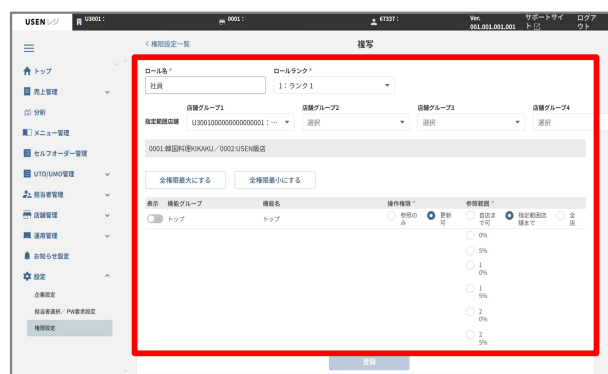 USEN レジ
U3001：
0001：
67337：
Ver.
001.001.001.001
サポートサイ
ト
ログア
ウト
トップ
売上管理
分析
メニュー管理
セルフオーダー管理
UTO/UMO管理
担当者管理
店舗管理
運用管理
お知らせ設定
設定
企業設定
担当者選択／PW要求設定
権限設定
< 権限設定一覧
複写
ロール名 *
ロールランク *
社員
1：ランク1
店舗グループ1
店舗グループ2
店舗グループ3
店舗グループ4
指定範囲店舗
U3001000000000000001：…
選択
選択
選択
0001:韓国料理KIKAKU／0002:USEN飯店
全権限最大にする
全権限最小にする
表示
機能グループ
機能名
操作権限 *
参照範囲 *
トップ
トップ
参照の
み
更新
可
自店ま
で可
指定範囲店
舗まで
全
店
0%
5%
1
0%
1
5%
2
0%
2
5%
登録